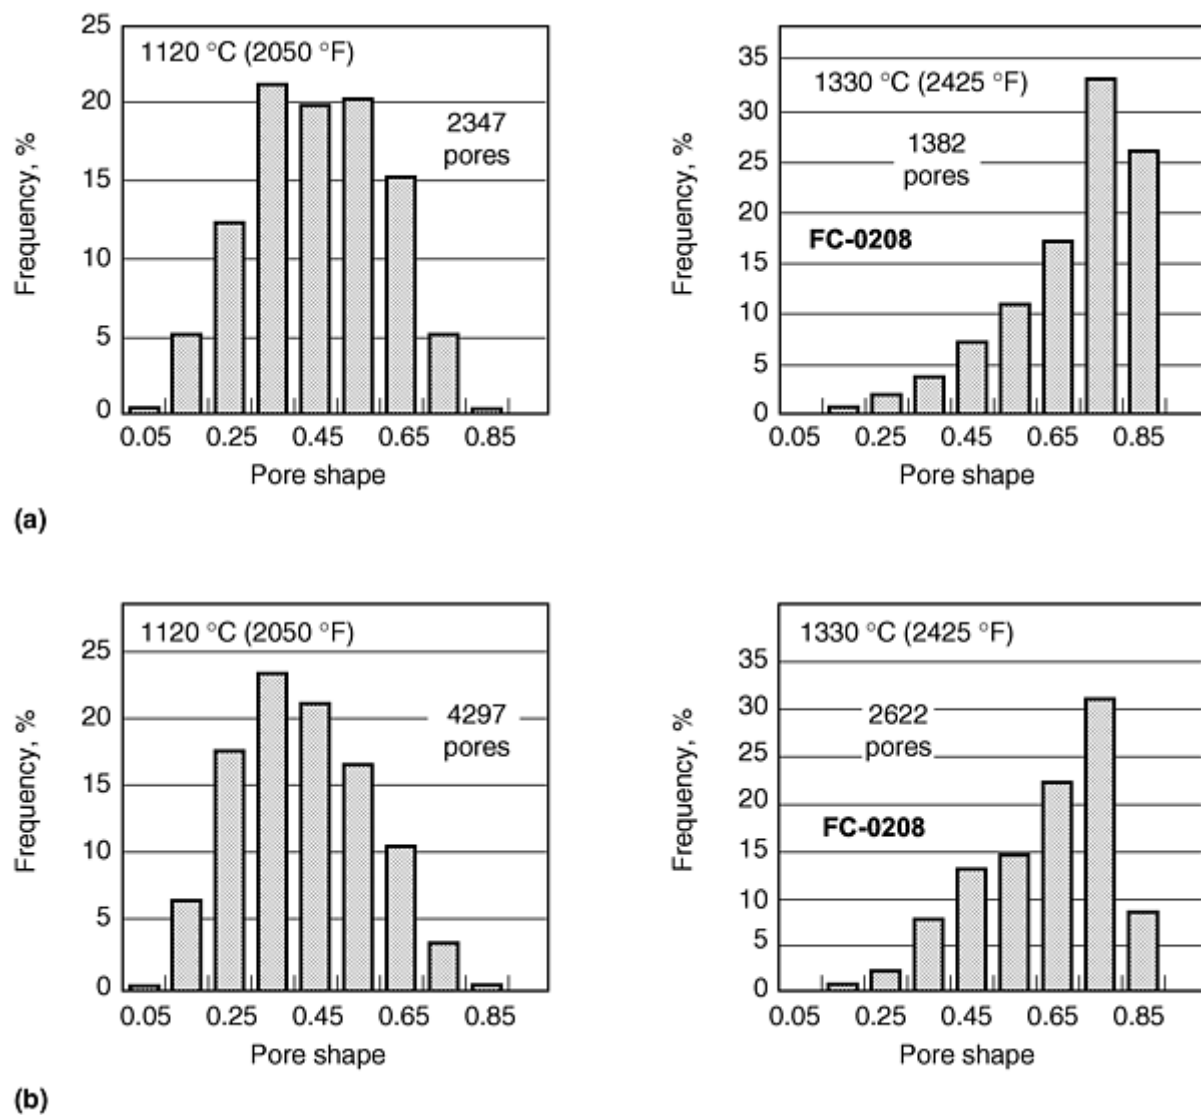 25
20
15
10
5
0
Frequency, %
1120 °C (2050 °F)
2347
pores
0.05 0.25 0.45 0.65 0.85
Pore shape
35
30
25
20
15
10
5
0
Frequency, %
1330 °C (2425 °F)
1382
pores
FC-0208
0.05 0.25 0.45 0.65 0.85
Pore shape
(a)
25
20
15
10
5
0
Frequency, %
1120 °C (2050 °F)
4297
pores
0.05 0.25 0.45 0.65 0.85
Pore shape
35
30
25
20
15
10
5
0
Frequency, %
1330 °C (2425 °F)
2622
pores
FC-0208
0.05 0.25 0.45 0.65 0.85
Pore shape
(b)